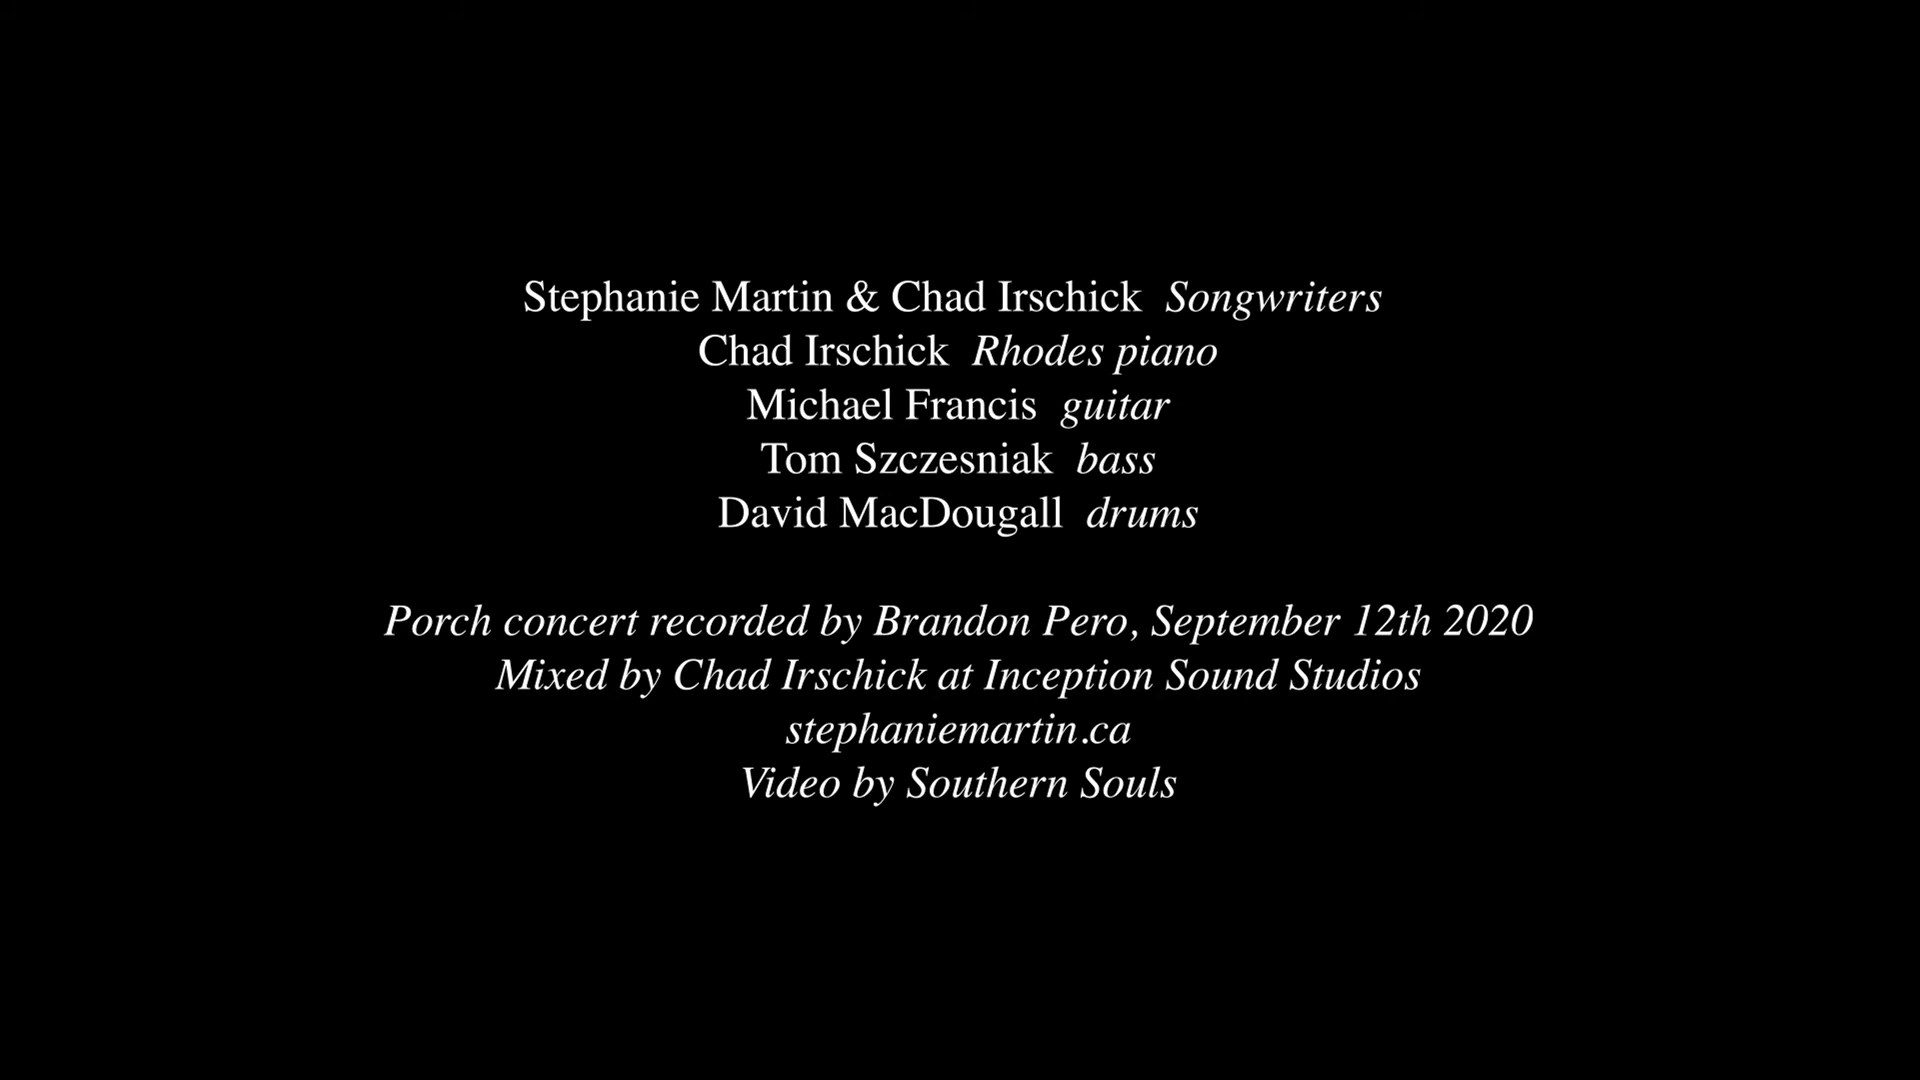 Stephanie Martin & Chad Irschick Songwriters
Chad Irschick Rhodes piano
Michael Francis guitar
Tom Szczesniak bass
David MacDougall drums
Porch concert recorded by Brandon Pero, September 12th 2020
Mixed by Chad Irschick at Inception Sound Studios
stephaniemartin.ca
Video by Southern Souls